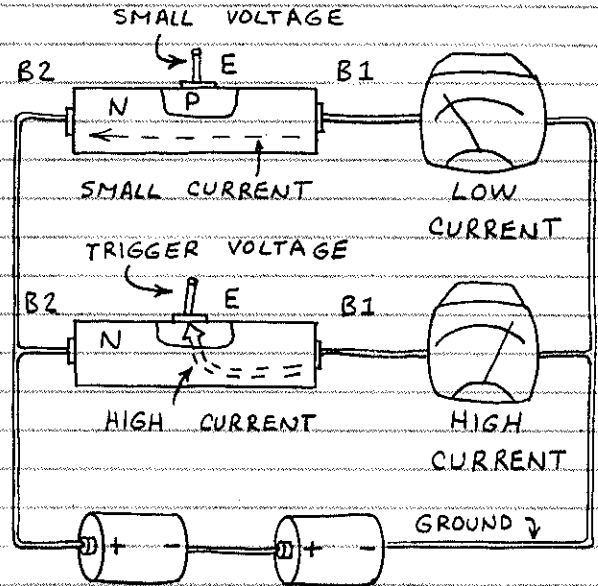 SMALL VOLTAGE
B2 E B1
N P
SMALL CURRENT
LOW
CURRENT
TRIGGER VOLTAGE
B2 E B1
N
HIGH CURRENT
HIGH
CURRENT
GROUND
+ - + -